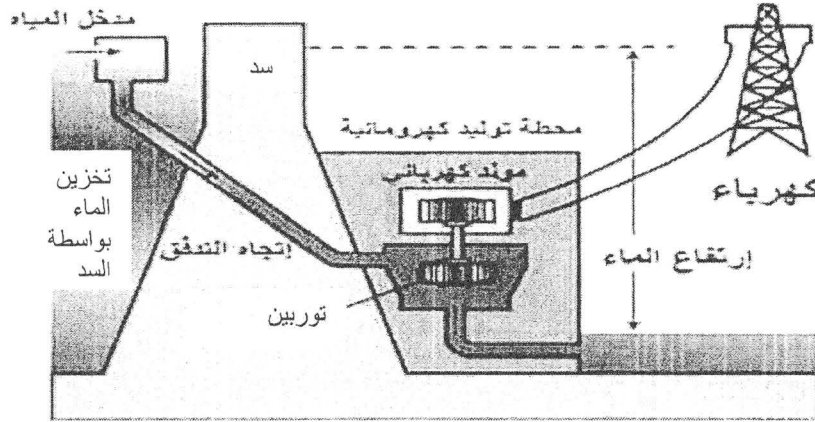 مدخل المياه
سد
محطة توليد كهرومائية
مولد كهربائي
كهرباء
تخزين
الماء
بواسطة
السد
إتجاه التدفق
إرتفاع الماء
توربين